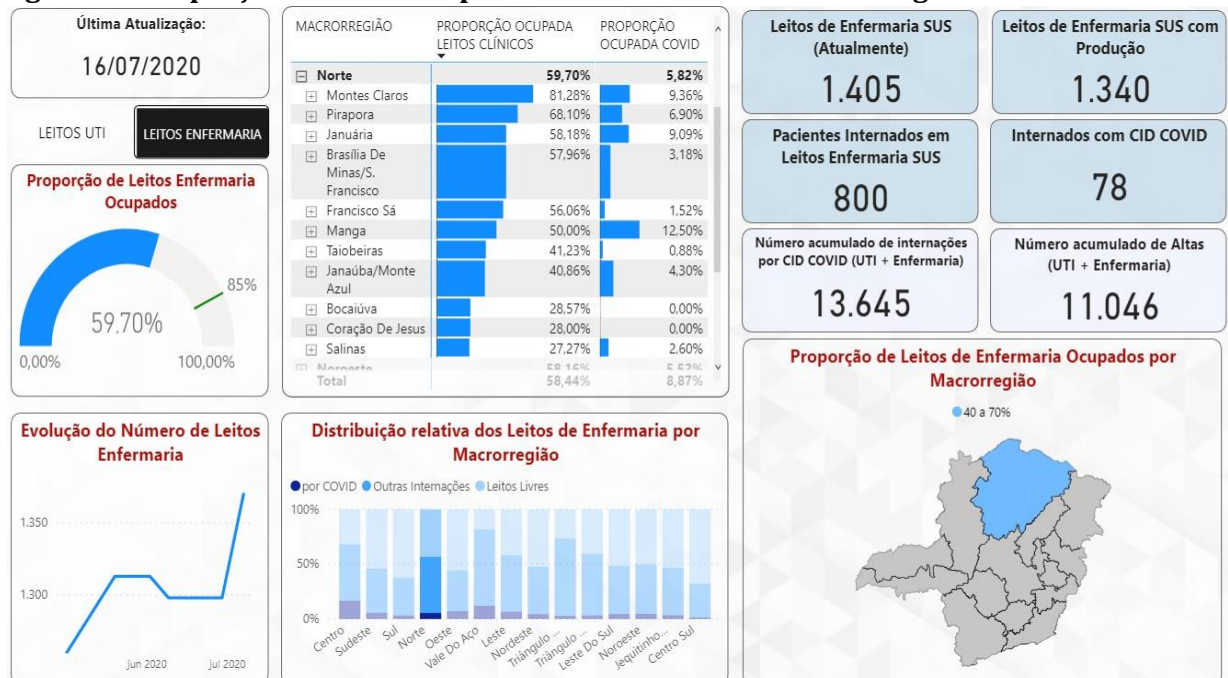 Última Atualização:
16/07/2020
LEITOS UTI
LEITOS ENFERMARIA
Proporção de Leitos Enfermaria
Ocupados
85%
59,70%
0,00%
100,00%
MACRORREGIÃO PROPORÇÃO OCUPADA PROPORÇÃO
LEITOS CLÍNICOS OCUPADA COVID
Norte 59,70% 5,82%
Montes Claros 81,28% 9,36%
Pirapora 68,10% 6,90%
Januária 58,18% 9,09%
Brasília De 57,96% 3,18%
Minas/S.
Francisco
Francisco Sá 56,06% 1,52%
Manga 50,00% 12,50%
Taiobeiras 41,23% 0,88%
Janaúba/Monte 40,86% 4,30%
Azul
Bocaiúva 28,57% 0,00%
Coração De Jesus 28,00% 0,00%
Salinas 27,27% 2,60%
Noroeste 58,16% 5,52%
Total 58,44% 8,87%
Leitos de Enfermaria SUS
(Atualmente)
1.405
Leitos de Enfermaria SUS com
Produção
1.340
Pacientes Internados em
Leitos Enfermaria SUS
800
Internados com CID COVID
78
Número acumulado de internações
por CID COVID (UTI + Enfermaria)
13.645
Número acumulado de Altas
(UTI + Enfermaria)
11.046
Evolução do Número de Leitos
Enfermaria
1.350
1.300
jun 2020
jul 2020
Distribuição relativa dos Leitos de Enfermaria por
Macrorregião
por COVID Outras Internações Leitos Livres
100%
50%
0%
Centro
Sudeste
Sul
Norte
Oeste
Vale Do Aço
Leste
Nordeste
Triângulo ...
Triângulo ...
Leste Do Sul
Noroeste
Jequitinho...
Centro Sul
Proporção de Leitos de Enfermaria Ocupados por
Macrorregião
40 a 70%